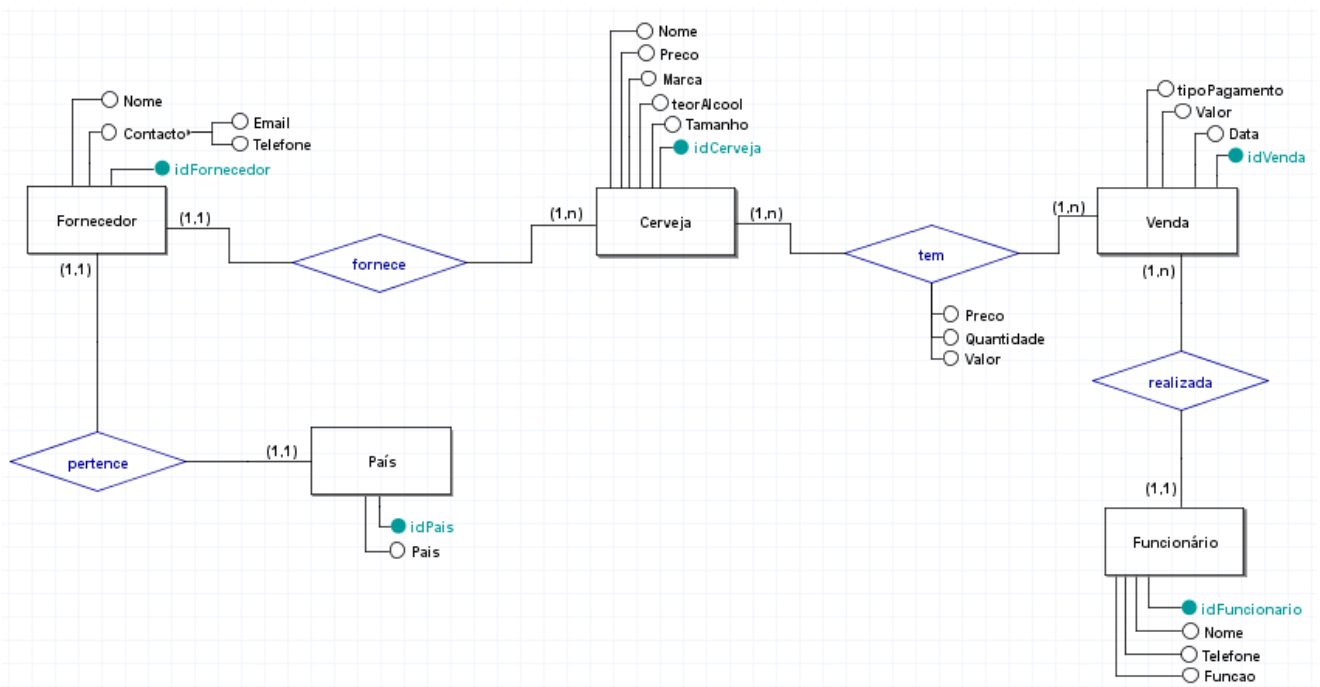 Nome
Contacto
Email
Telefone
idFornecedor
Fornecedor
(1,1)
(1,1)
fornece
(1,n)
Nome
Preco
Marca
teorAlcool
Tamanho
idCerveja
Cerveja
(1,n)
tem
Preco
Quantidade
Valor
(1,n)
tipoPagamento
Valor
Data
idVenda
Venda
(1,n)
realizada
(1,1)
Funcionário
idFuncionario
Nome
Telefone
Funcao
pertence
(1,1)
País
idPais
Pais